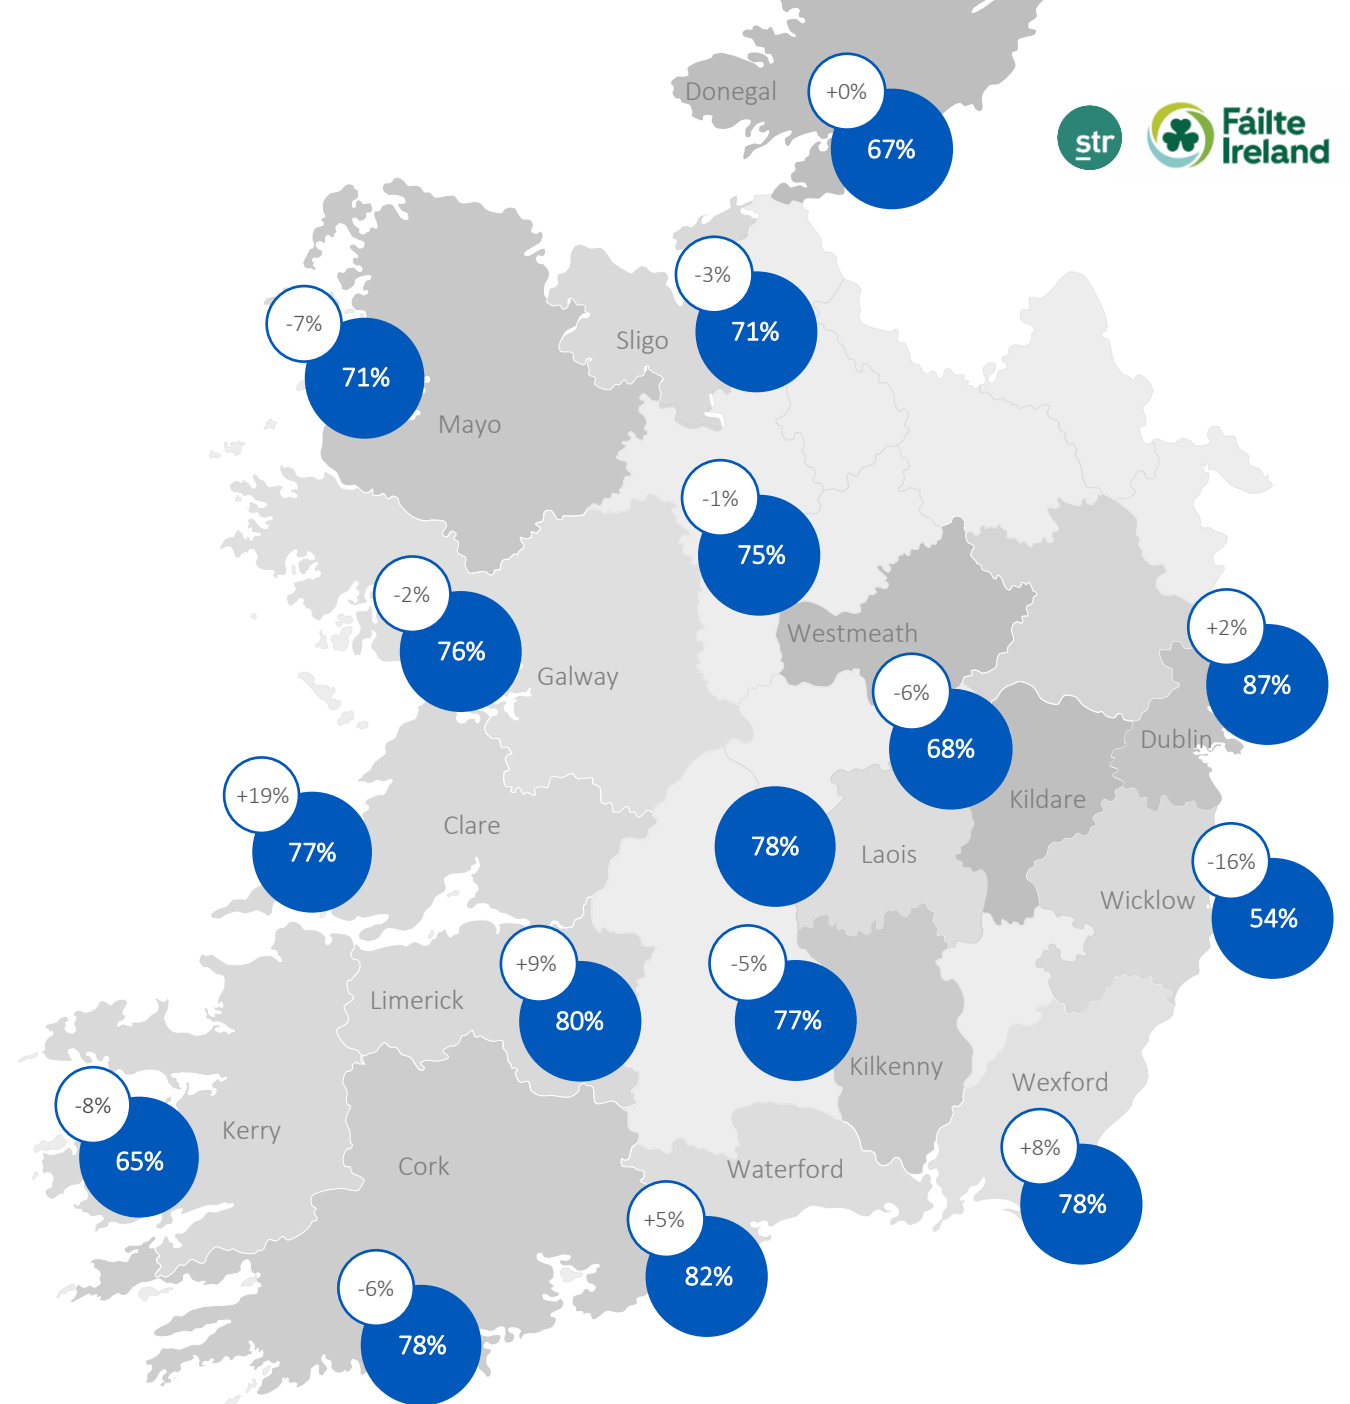 Donegal
+0%
67%
str
Fáilte
Ireland
-3%
71%
Sligo
-7%
71%
Mayo
-1%
75%
Westmeath
-2%
76%
Galway
+2%
87%
Dublin
-6%
68%
Kildare
+19%
77%
Clare
78%
Laois
-16%
54%
Wicklow
+9%
80%
Limerick
-5%
77%
Kilkenny
Wexford
+8%
78%
-8%
65%
Kerry
Cork
-6%
78%
Waterford
+5%
82%